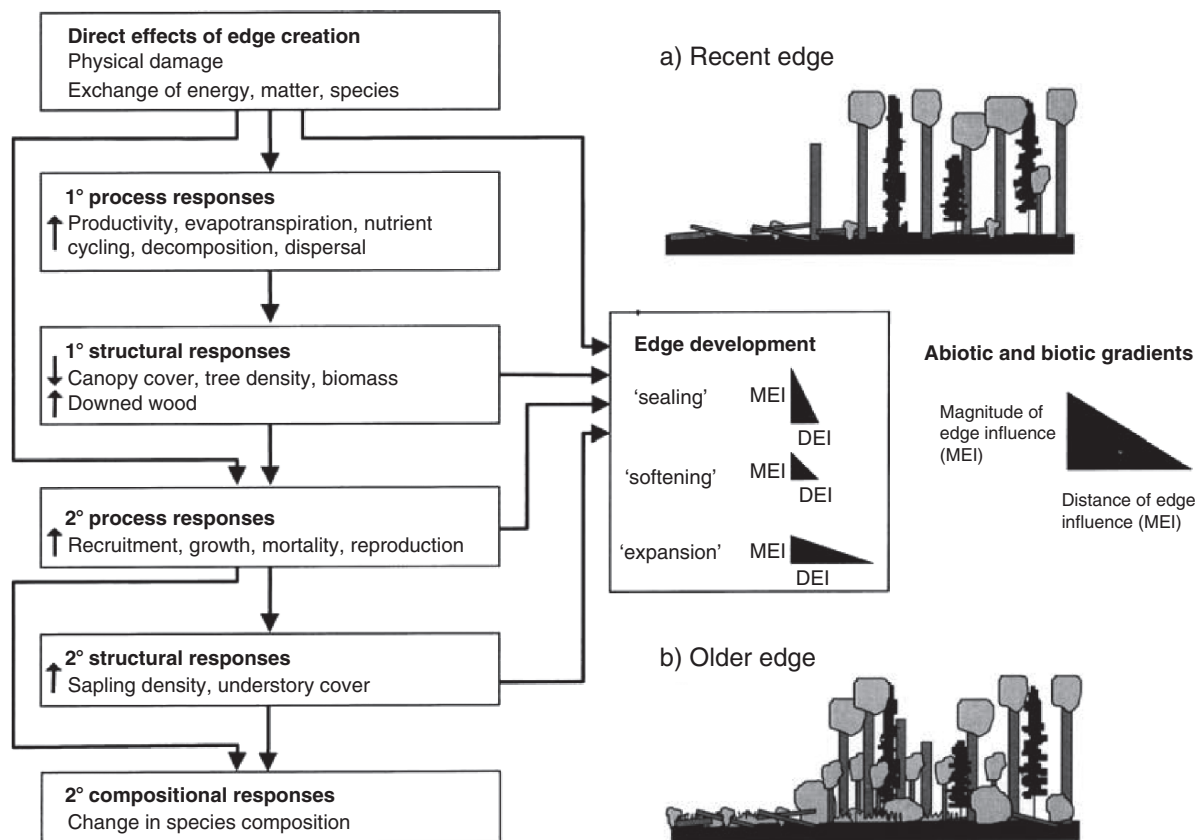 Direct effects of edge creation
Physical damage
Exchange of energy, matter, species
1° process responses
Productivity, evapotranspiration, nutrient
cycling, decomposition, dispersal
1° structural responses
Canopy cover, tree density, biomass
Downed wood
2° process responses
Recruitment, growth, mortality, reproduction
2° structural responses
Sapling density, understory cover
2° compositional responses
Change in species composition
a) Recent edge
Edge development
‘sealing’
MEI
DEI
‘softening’
MEI
DEI
‘expansion’
MEI
DEI
Abiotic and biotic gradients
Magnitude of
edge influence
(MEI)
Distance of edge
influence (MEI)
b) Older edge